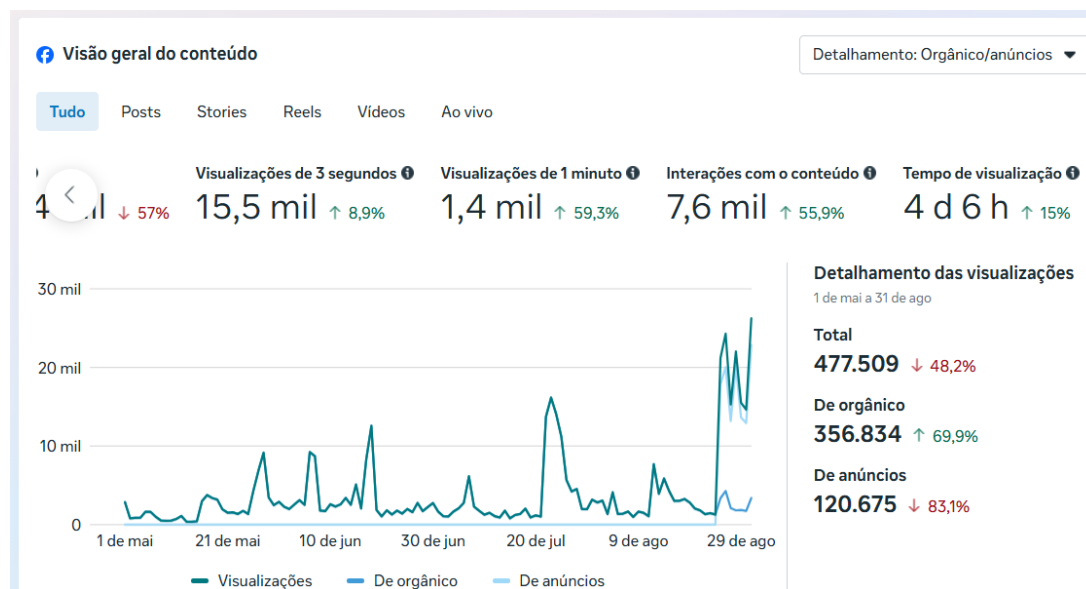 Visão geral do conteúdo
Detalhamento: Orgânico/anúncios
Tudo Posts Stories Reels Vídeos Ao vivo
Visualizações de 3 segundos Visualizações de 1 minuto Interações com o conteúdo Tempo de visualização
57% 15,5 mil 8,9% 1,4 mil 59,3% 7,6 mil 55,9% 4 d 6 h 15%
Detalhamento das visualizações
1 de mai a 31 de ago
Total
477.509 48,2%
De orgânico
356.834 69,9%
De anúncios
120.675 83,1%
30 mil
20 mil
10 mil
0
1 de mai 21 de mai 10 de jun 30 de jun 20 de jul 9 de ago 29 de ago
Visualizações De orgânico De anúncios